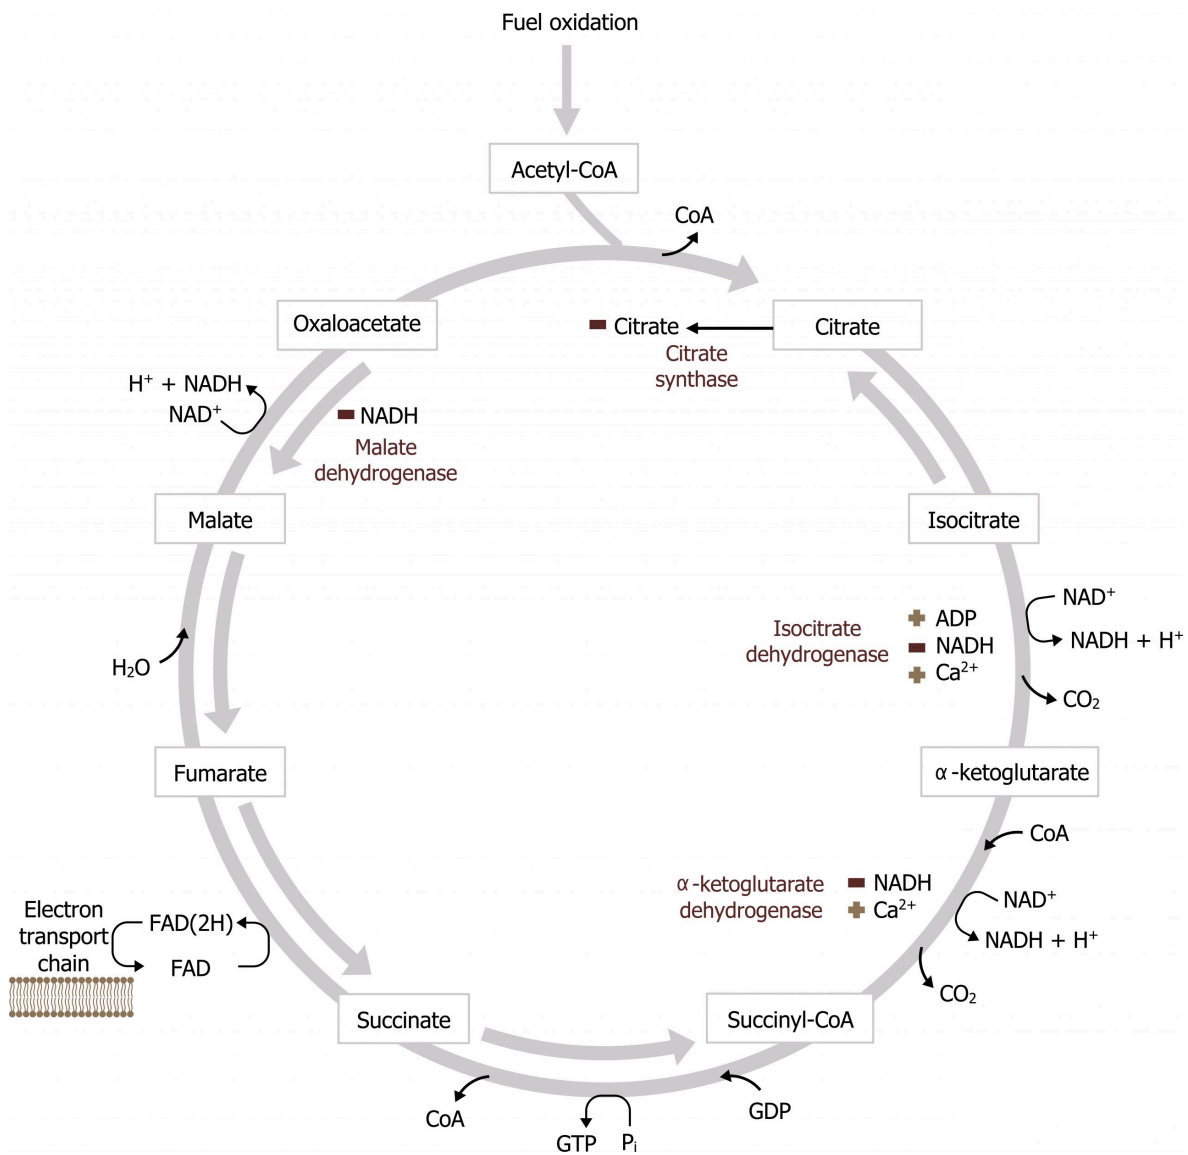 Fuel oxidation
Acetyl-CoA
CoA
Oxaloacetate
Citrate
Citrate
Citrate
synthase
H⁺ + NADH
NAD⁺
NADH
Malate
dehydrogenase
Malate
Isocitrate
NAD⁺
NADH + H⁺
Isocitrate
dehydrogenase
ADP
NADH
Ca²⁺
H₂O
CO₂
Fumarate
α-ketoglutarate
CoA
α-ketoglutarate
dehydrogenase
NADH
Ca²⁺
NAD⁺
NADH + H⁺
CO₂
Electron
transport
chain
FAD(2H)
FAD
Succinate
Succinyl-CoA
CoA
GTP
Pᵢ
GDP